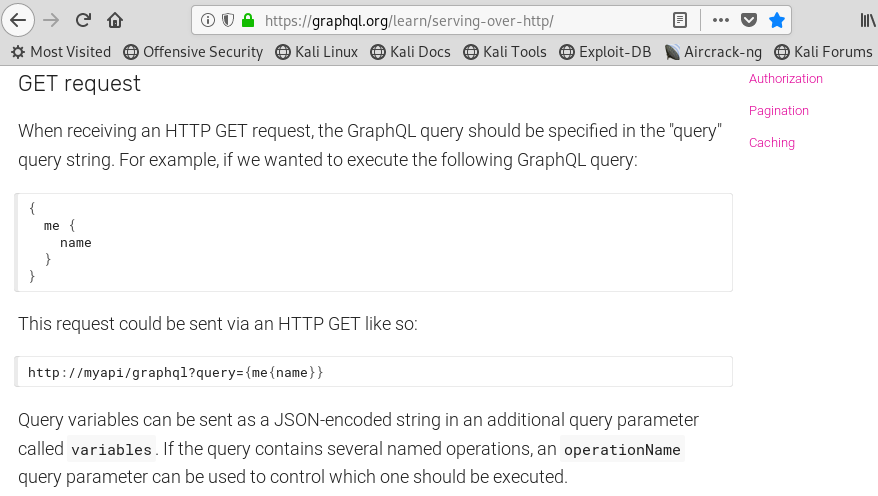 https://graphql.org/learn/serving-over-http/
Most Visited Offensive Security Kali Linux Kali Docs Kali Tools Exploit-DB Aircrack-ng Kali Forums
GET request
When receiving an HTTP GET request, the GraphQL query should be specified in the "query"
query string. For example, if we wanted to execute the following GraphQL query:
{
  me {
    name
  }
}
This request could be sent via an HTTP GET like so:
http://myapi/graphql?query={me{name}}
Query variables can be sent as a JSON-encoded string in an additional query parameter
called variables. If the query contains several named operations, an operationName
query parameter can be used to control which one should be executed.
Authorization
Pagination
Caching